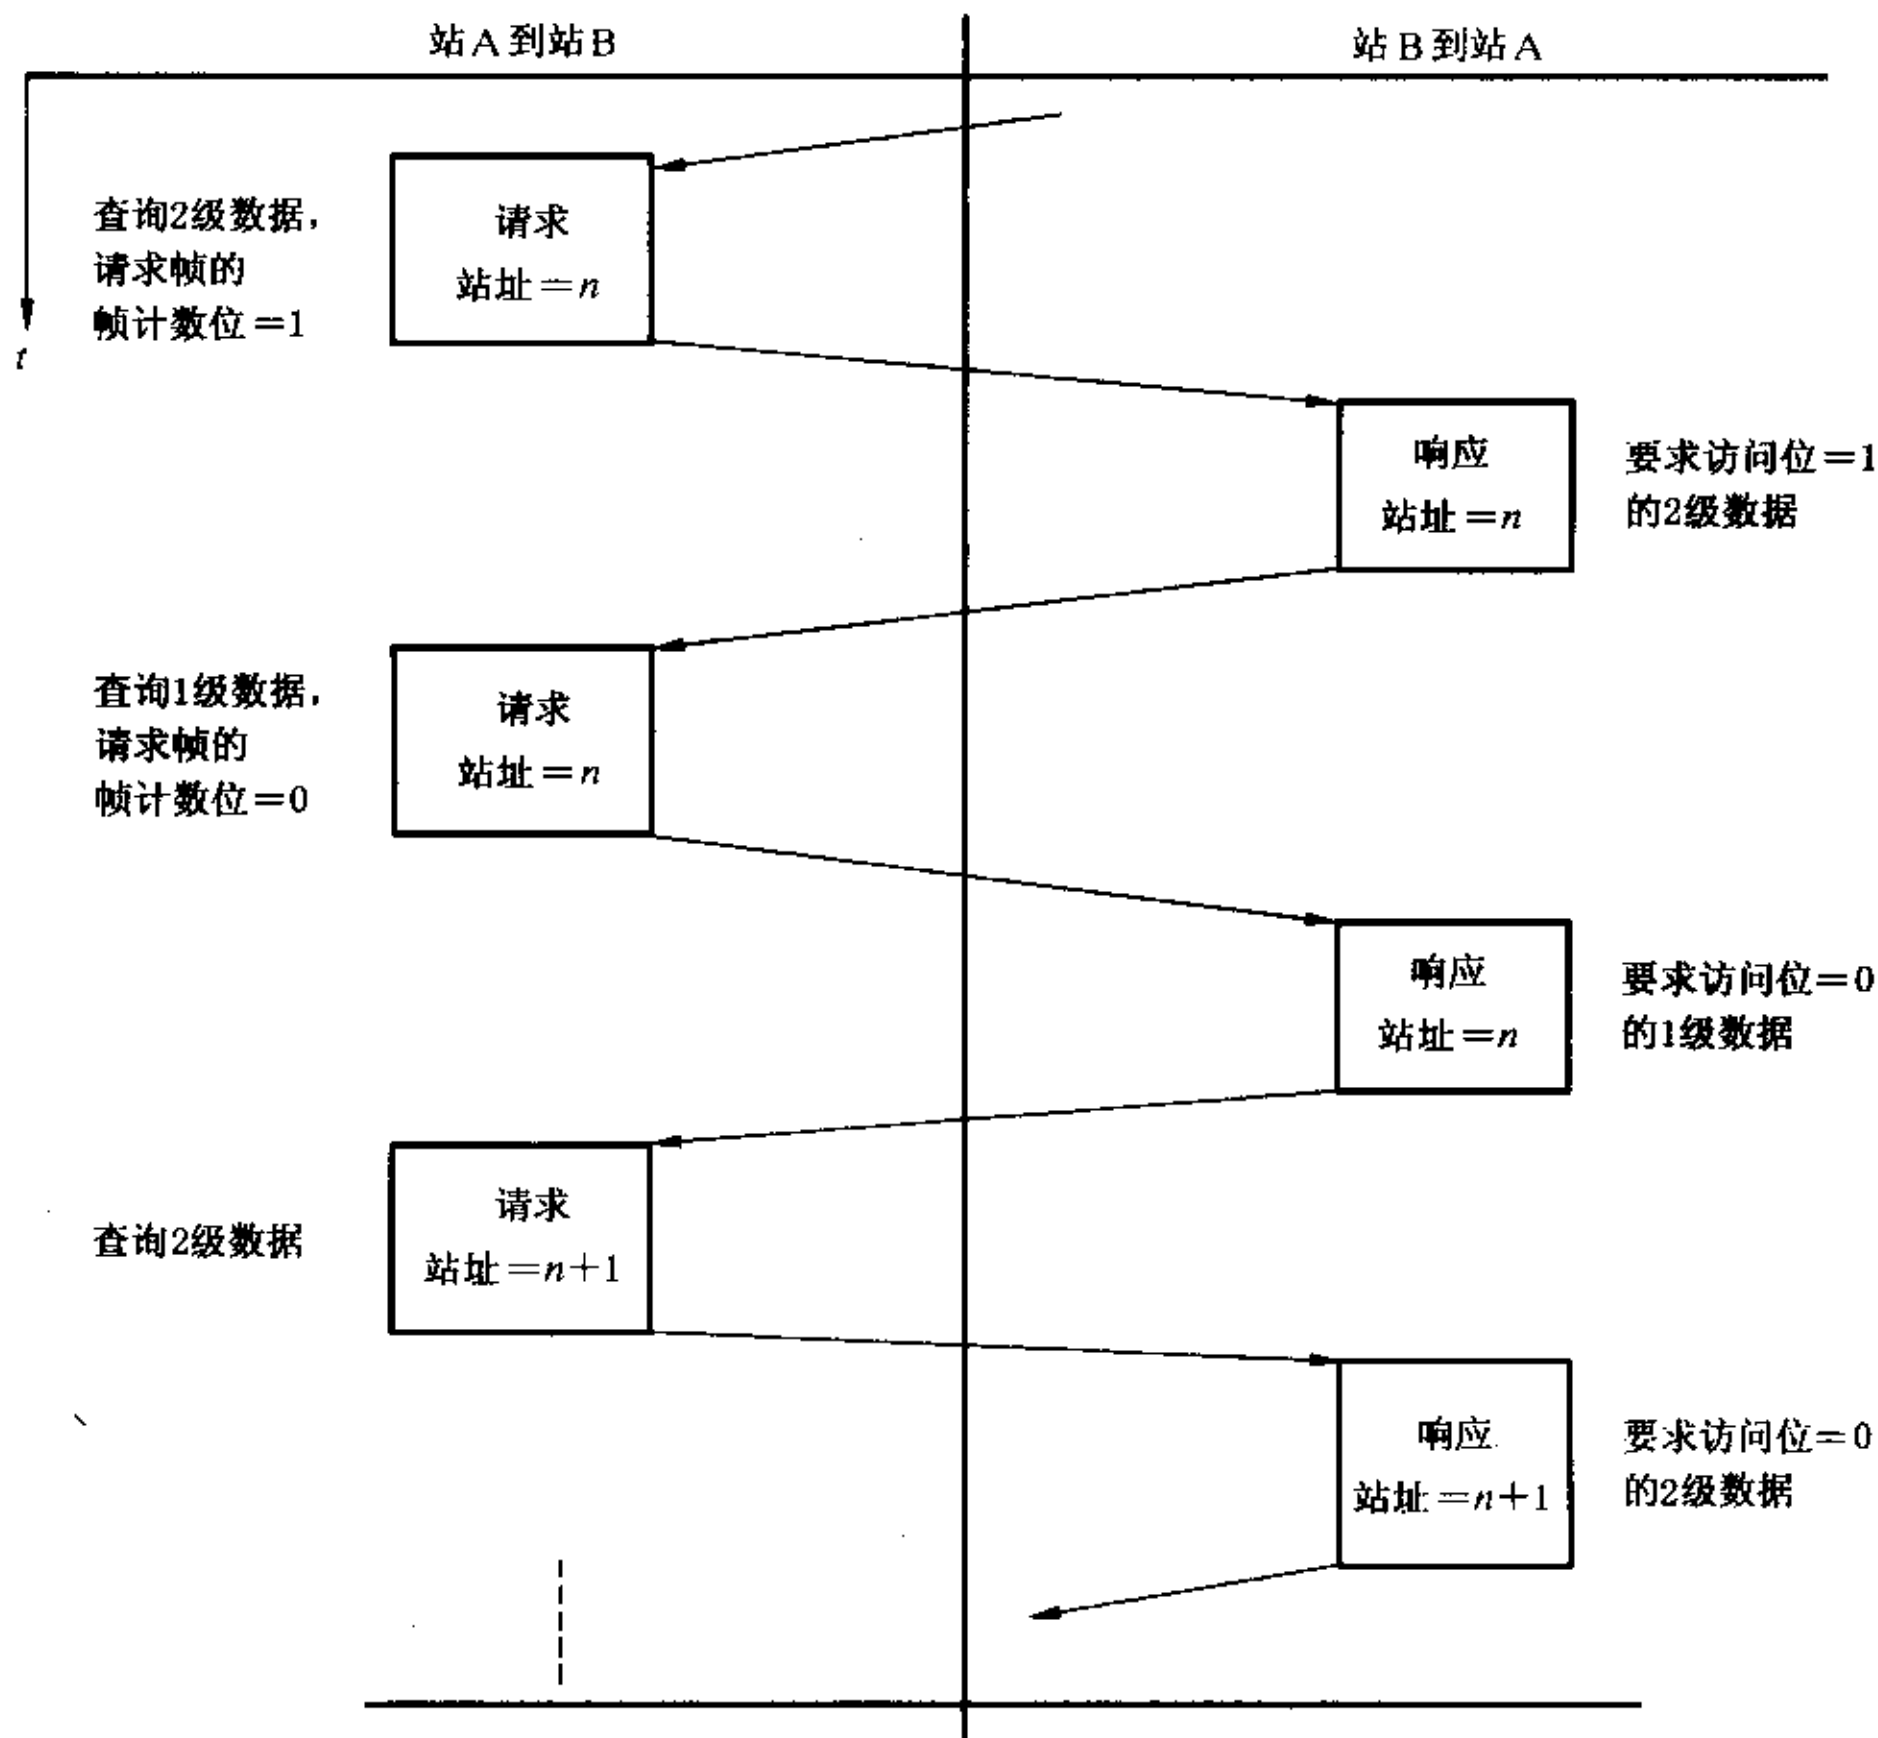 站A到站B
站B到站A
查询2级数据，
请求帧的
帧计数位=1
t
请求
站址=n
响应
站址=n
要求访问位=1
的2级数据
查询1级数据，
请求帧的
帧计数位=0
请求
站址=n
响应
站址=n
要求访问位=0
的1级数据
查询2级数据
请求
站址=n+1
响应
站址=n+1
要求访问位=0
的2级数据